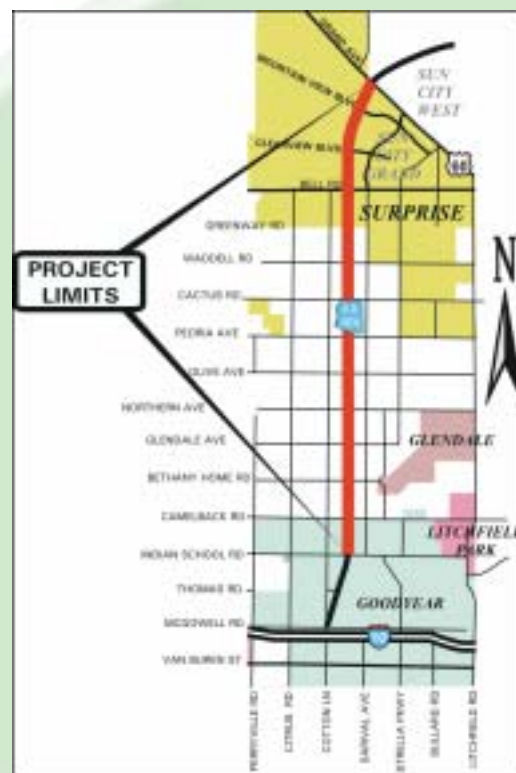 GRAND AVE
SUN
CITY
WEST
MOUNTAIN VIEW BLVD
SUN
CITY
GRAND
BELL RD
60
SURPRISE
GREENWAY RD
WADDELL RD
PROJECT
LIMITS
N
CACTUS RD
PEORIA AVE
OLIVE AVE
NORTHERN AVE
GLENDALE AVE
GLENDALE
BETHANY HOME RD
CAMELBACK RD
LITCHFIELD
PARK
INDIAN SCHOOL RD
THOMAS RD
GOODYEAR
MCDOWELL RD
10
VAN BUREN ST
PERRYVILLE RD
CITRUS RD
COTTON LN
SARIVAL AVE
ESTRELLA PKWY
BULLARD RD
LITCHFIELD RD